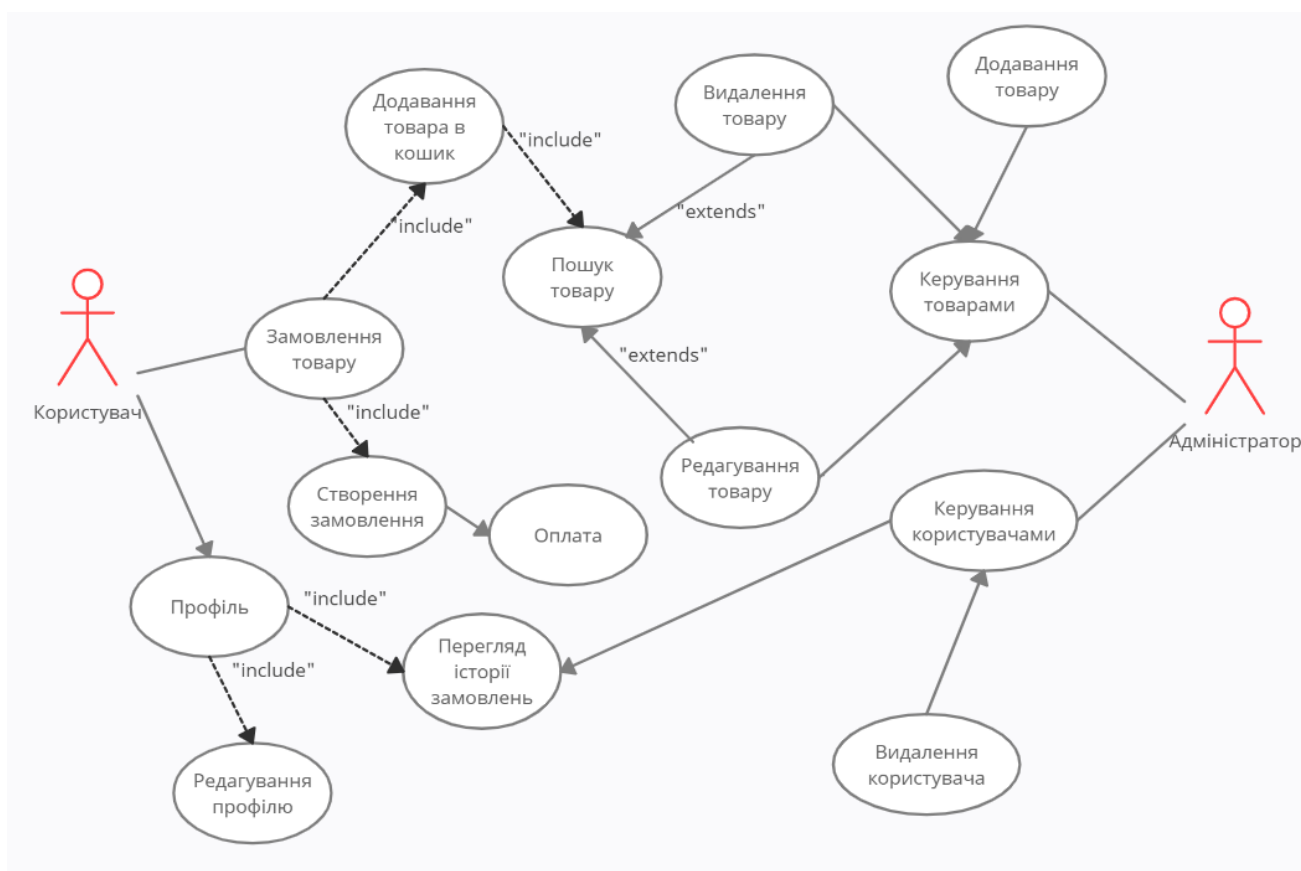 Додавання
товару
Видалення
товару
Додавання
товара в
кошик
"include"
"extends"
"include"
Пошук
товару
Керування
товарами
Замовлення
товару
"extends"
Користувач
"include"
Адміністратор
Редагування
товару
Створення
замовлення
Оплата
Керування
користувачами
Профіль
"include"
"include"
Перегляд
історії
замовлень
Редагування
профілю
Видалення
користувача